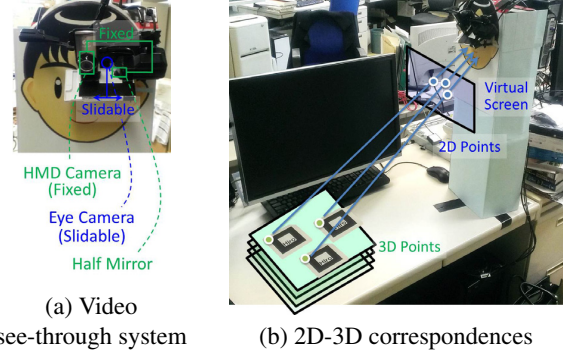 Fixed
Slidable
HMD Camera
(Fixed)
Eye Camera
(Slidable)
Half Mirror
(a) Video
see-through system
Virtual
Screen
2D Points
3D Points
(b) 2D-3D correspondences